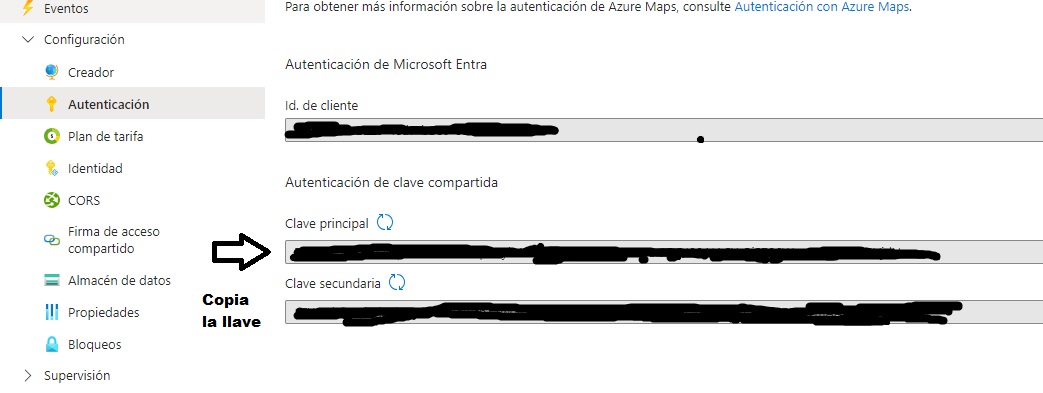 Eventos
Configuración
Creador
Autenticación
Plan de tarifa
Identidad
CORS
Firma de acceso
compartido
Almacén de datos
Propiedades
Bloqueos
Supervisión
Para obtener más información sobre la autenticación de Azure Maps, consulte Autenticación con Azure Maps.
Autenticación de Microsoft Entra
Id. de cliente
Autenticación de clave compartida
Clave principal
Copia
la llave
Clave secundaria